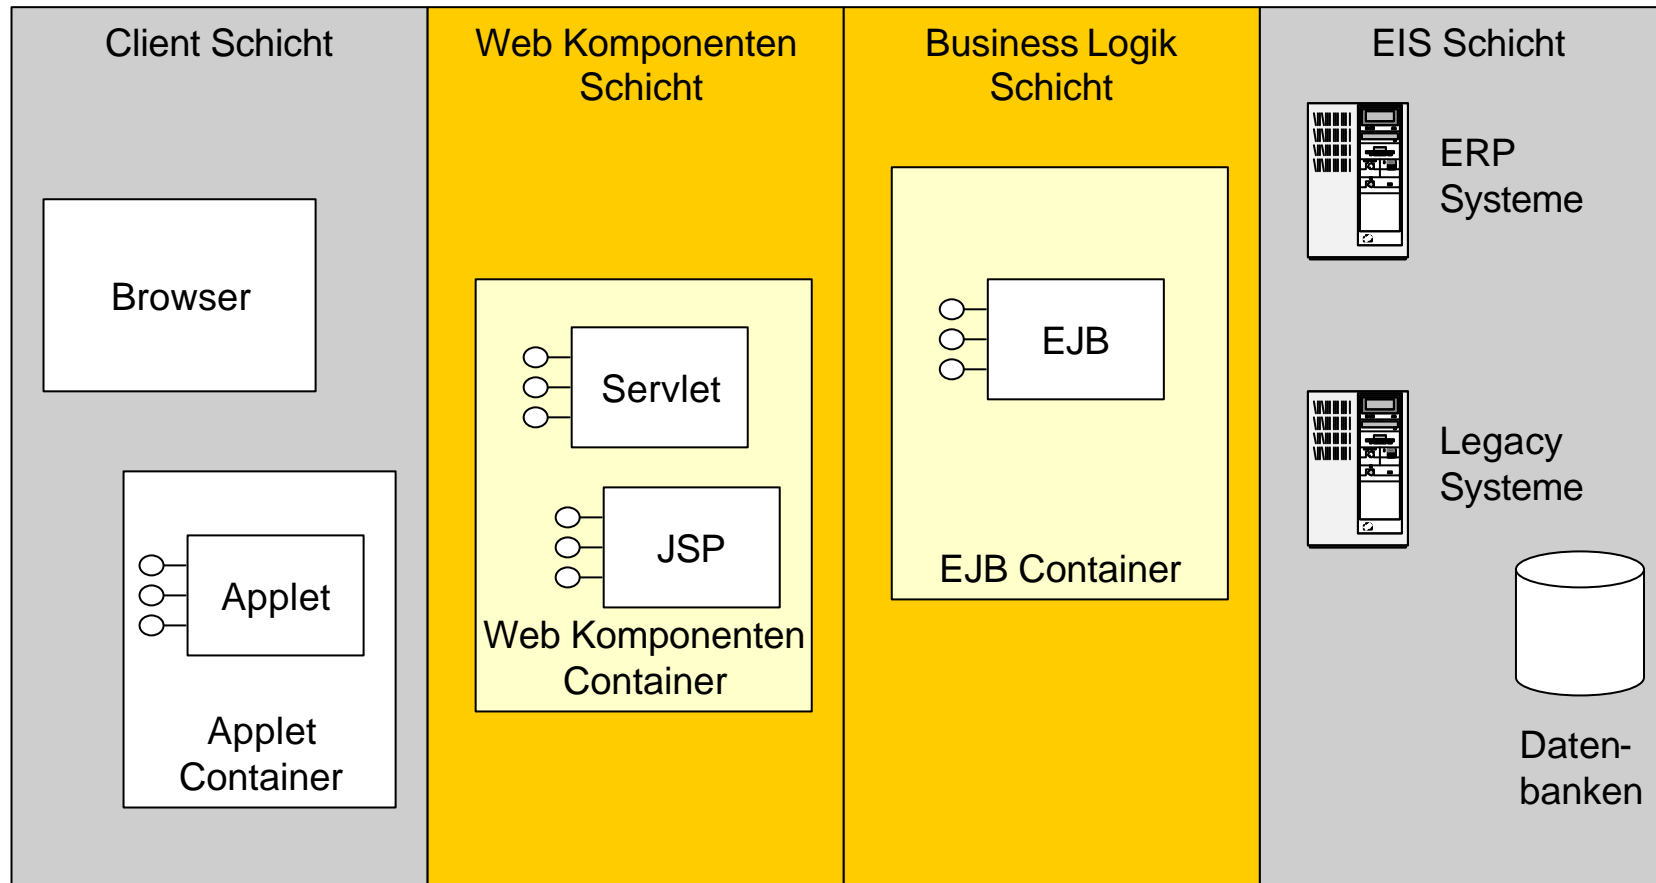 Client Schicht
Browser
Applet
Applet
Container
Web Komponenten
Schicht
Servlet
JSP
Web Komponenten
Container
Business Logik
Schicht
EJB
EJB Container
EIS Schicht
ERP
Systeme
Legacy
Systeme
Daten-
banken